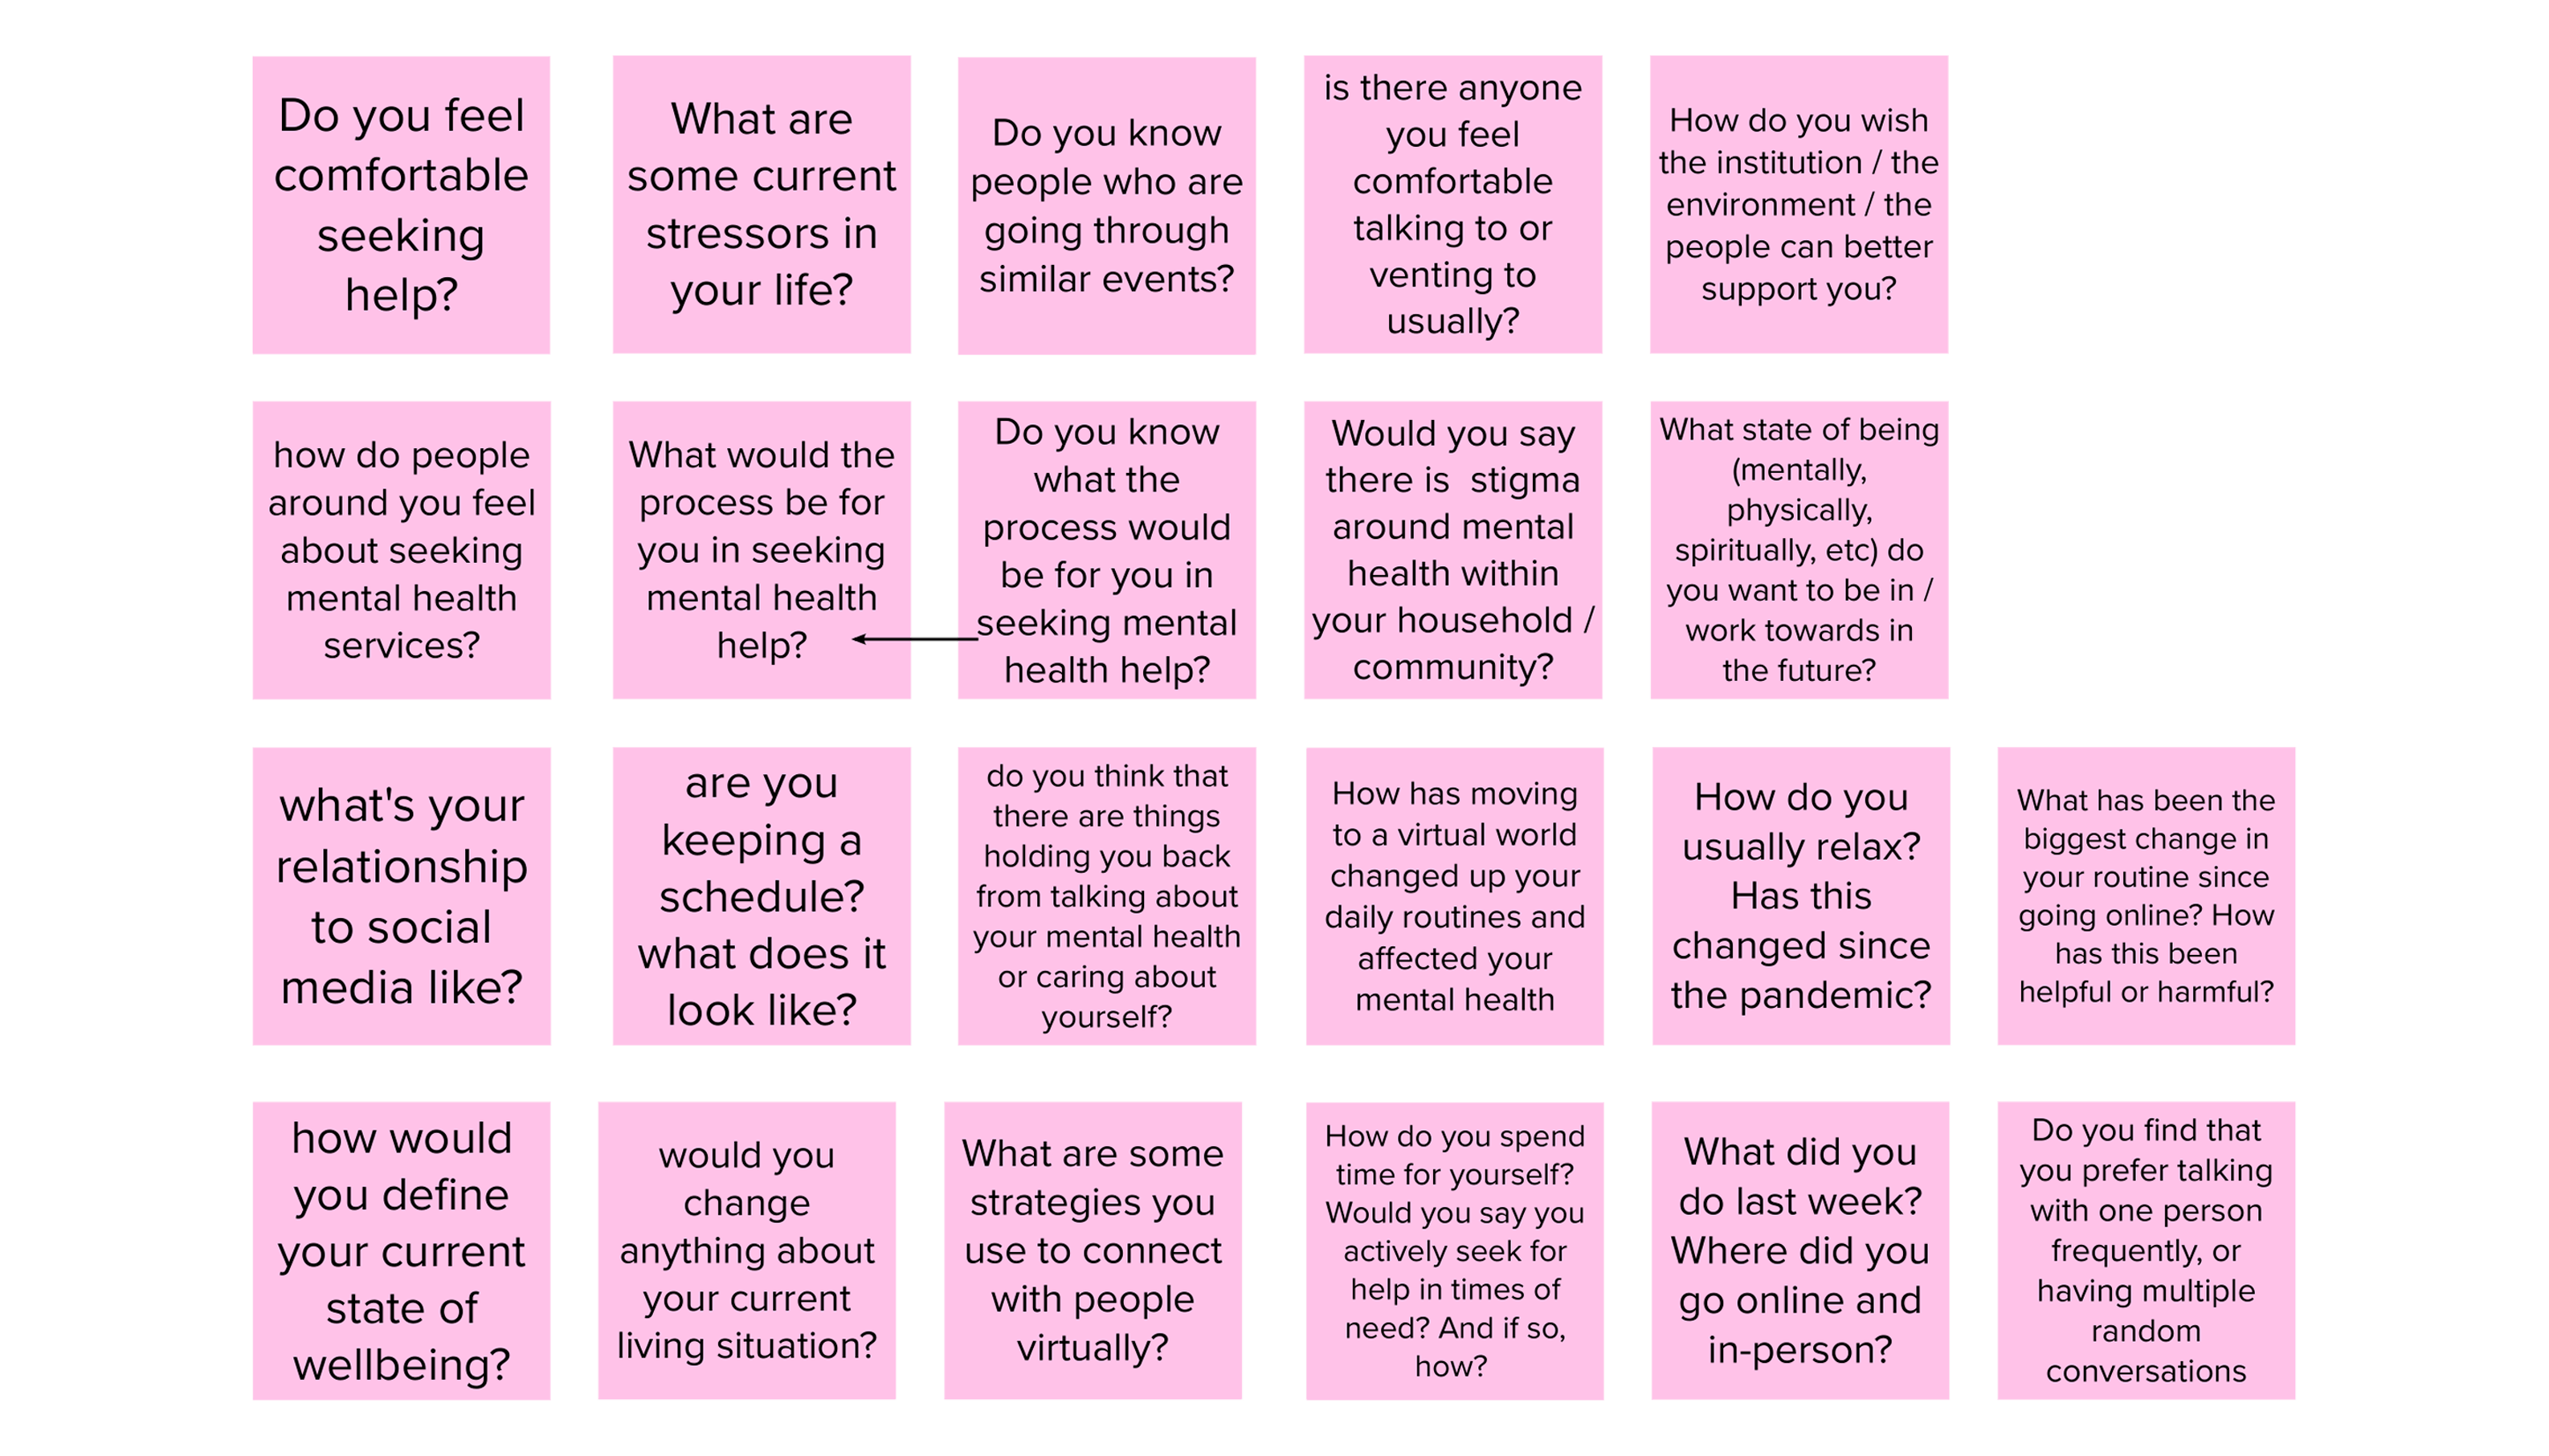 Do you feel
comfortable
seeking
help?
What are
some current
stressors in
your life?
Do you know
people who are
going through
similar events?
is there anyone
you feel
comfortable
talking to or
venting to
usually?
How do you wish
the institution / the
environment / the
people can better
support you?
how do people
around you feel
about seeking
mental health
services?
What would the
process be for
you in seeking
mental health
help?
Do you know
what the
process would
be for you in
seeking mental
health help?
Would you say
there is  stigma
around mental
health within
your household /
community?
What state of being
(mentally,
physically,
spiritually, etc) do
you want to be in /
work towards in
the future?
what's your
relationship
to social
media like?
are you
keeping a
schedule?
what does it
look like?
do you think that
there are things
holding you back
from talking about
your mental health
or caring about
yourself?
How has moving
to a virtual world
changed up your
daily routines and
affected your
mental health
How do you
usually relax?
Has this
changed since
the pandemic?
What has been the
biggest change in
your routine since
going online? How
has this been
helpful or harmful?
how would
you define
your current
state of
wellbeing?
would you
change
anything about
your current
living situation?
What are some
strategies you
use to connect
with people
virtually?
How do you spend
time for yourself?
Would you say you
actively seek for
help in times of
need? And if so,
how?
What did you
do last week?
Where did you
go online and
in-person?
Do you find that
you prefer talking
with one person
frequently, or
having multiple
random
conversations